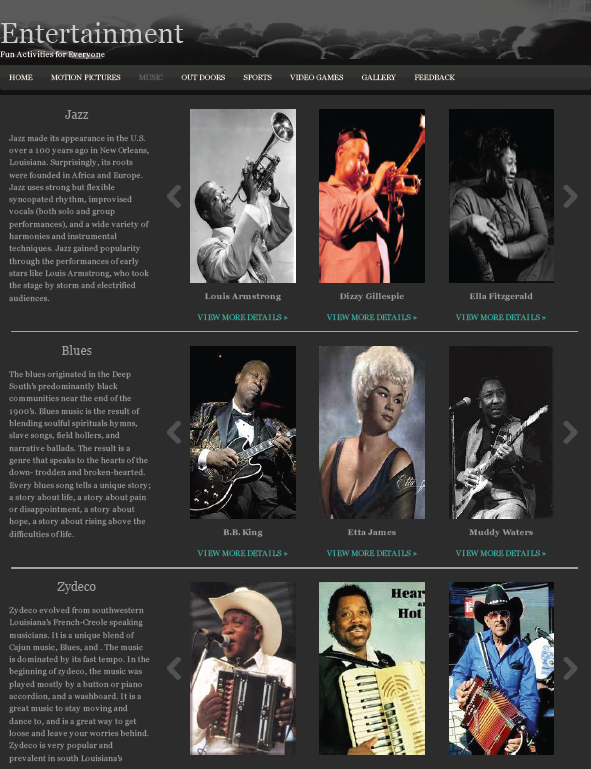 Entertainment
Fun Activities for Everyone
HOME MOTION PICTURES MUSIC OUT DOORS SPORTS VIDEO GAMES GALLERY FEEDBACK
Jazz
Jazz made its appearance in the U.S.
over a 100 years ago in New Orleans,
Louisiana. Surprisingly, its roots
were founded in Africa and Europe.
Jazz uses strong but flexible
syncopated rhythm, improvised
vocals (both solo and group
performances), and a wide variety of
harmonies and instrumental
techniques. Jazz gained popularity
through the performances of early
stars like Louis Armstrong, who took
the stage by storm and electrified
audiences.
Louis Armstrong Dizzy Gillespie Ella Fitzgerald
VIEW MORE DETAILS » VIEW MORE DETAILS » VIEW MORE DETAILS »
Blues
The blues originated in the Deep
South's predominantly black
communities near the end of the
1900's. Blues music is the result of
blending soulful spirituals hymns,
slave songs, field hollers, and
narrative ballads. The result is a
genre that speaks to the hearts of the
down- trodden and broken-hearted.
Every blues song tells a unique story;
a story about life, a story about pain
or disappointment, a story about
hope, a story about rising above the
difficulties of life.
B.B. King Etta James Muddy Waters
VIEW MORE DETAILS » VIEW MORE DETAILS » VIEW MORE DETAILS »
Zydeco
Zydeco evolved from southwestern
Louisiana's French-Creole speaking
musicians. It is a unique blend of
Cajun music, Blues, and . The music
is dominated by its fast tempo. In the
beginning of zydeco, the music was
played mostly by a button or piano
accordion, and a washboard. It is a
great music to stay moving and
dance to, and is a great way to get
loose and leave your worries behind.
Zydeco is very popular and
prevalent in south Louisiana's
Hear
Hot